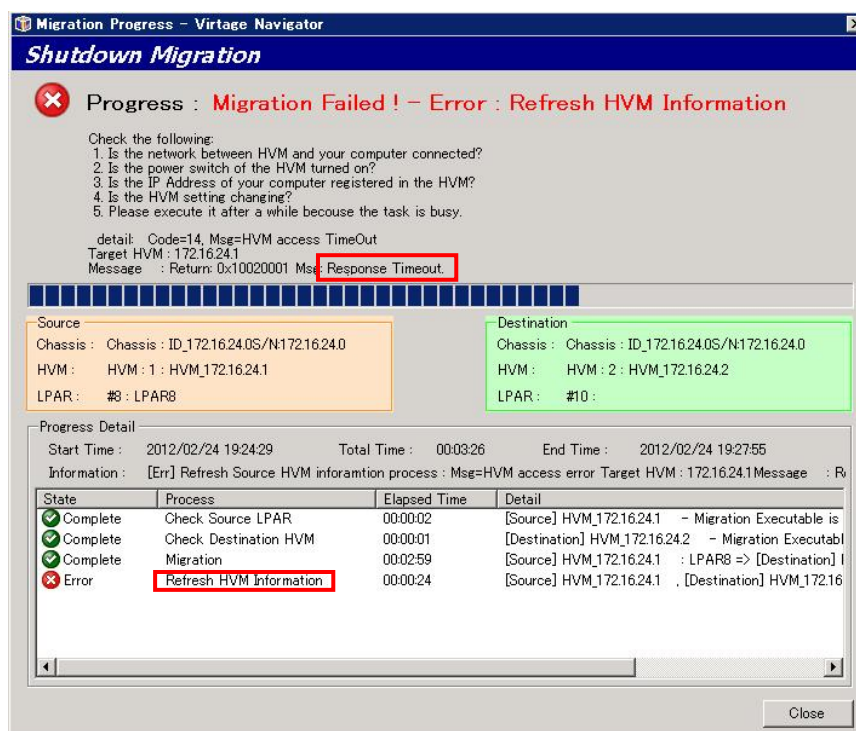 Migration Progress - Virtage Navigator
Shutdown Migration
Progress : Migration Failed ! - Error : Refresh HVM Information
Check the following:
1. Is the network between HVM and your computer connected?
2. Is the power switch of the HVM turned on?
3. Is the IP Address of your computer registered in the HVM?
4. Is the HVM setting changing?
5. Please execute it after a while becouse the task is busy.
detail: Code=14, Msg=HVM access TimeOut
Target HVM : 172.16.24.1
Message : Return: 0x10020001 Msg: Response Timeout.
Source
Chassis : Chassis : ID_172.16.24.0S/N:172.16.24.0
HVM : HVM : 1 : HVM_172.16.24.1
LPAR : #8 : LPAR8
Destination
Chassis : Chassis : ID_172.16.24.0S/N:172.16.24.0
HVM : HVM : 2 : HVM_172.16.24.2
LPAR : #10 :
Progress Detail
Start Time : 2012/02/24 19:24:29 Total Time : 00:03:26 End Time : 2012/02/24 19:27:55
Information : [Err] Refresh Source HVM inforamtion process : Msg=HVM access error Target HVM : 172.16.24.1Message : R
State Process Elapsed Time Detail
Complete Check Source LPAR 00:00:02 [Source] HVM_172.16.24.1 - Migration Executable is
Complete Check Destination HVM 00:00:01 [Destination] HVM_172.16.24.2 - Migration Executabl
Complete Migration 00:02:59 [Source] HVM_172.16.24.1 : LPAR8 => [Destination]
Error Refresh HVM Information 00:00:24 [Source] HVM_172.16.24.1 , [Destination] HVM_172.16
Close